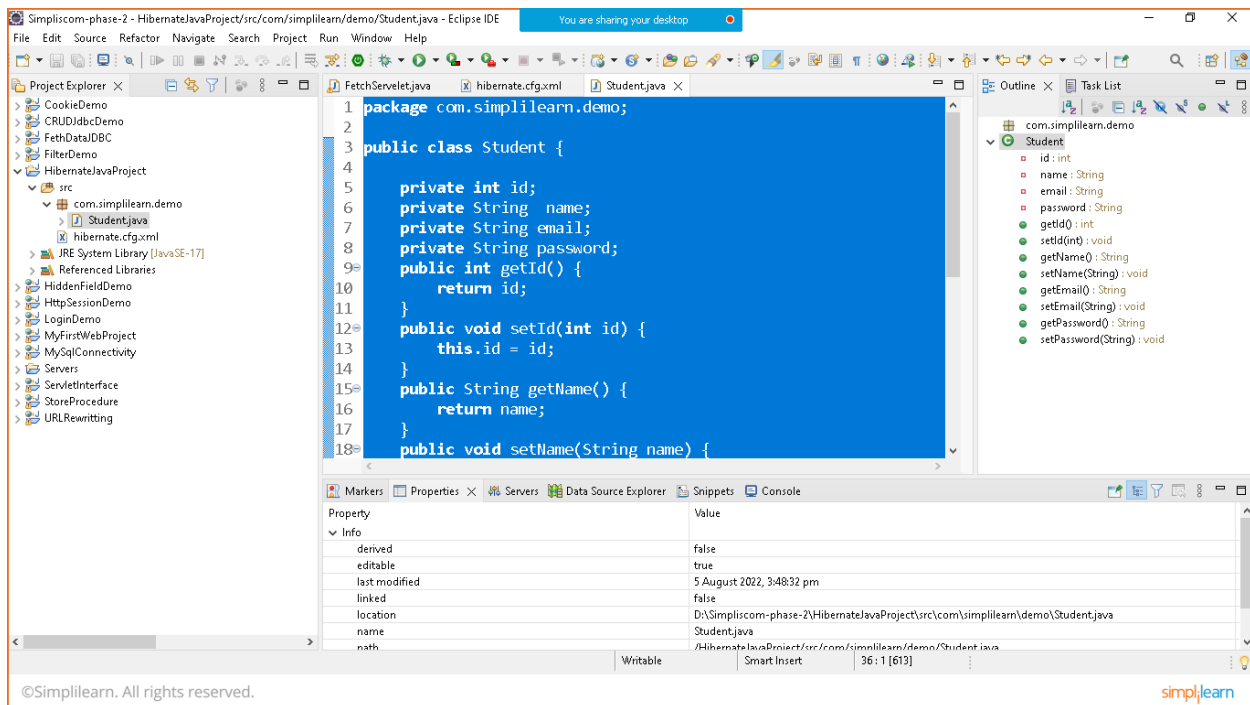 Simpliscom-phase-2 - HibernateJavaProject/src/com/simplilearn/demo/Student.java - Eclipse IDE
You are sharing your desktop
File Edit Source Refactor Navigate Search Project Run Window Help
Project Explorer
CookieDemo
CRUDJdbcDemo
FethDataJDBC
FilterDemo
HibernateJavaProject
src
com.simplilearn.demo
Student.java
hibernate.cfg.xml
JRE System Library [JavaSE-17]
Referenced Libraries
HiddenFieldDemo
HttpSessionDemo
LoginDemo
MyFirstWebProject
MySqlConnectivity
Servers
ServletInterface
StoreProcedure
URLRewritting
FetchServelet.java hibernate.cfg.xml Student.java
1 package com.simplilearn.demo;
2
3 public class Student {
4
5 private int id;
6 private String name;
7 private String email;
8 private String password;
9 public int getId() {
10 return id;
11 }
12 public void setId(int id) {
13 this.id = id;
14 }
15 public String getName() {
16 return name;
17 }
18 public void setName(String name) {
Outline Task List
com.simplilearn.demo
Student
id : int
name : String
email : String
password : String
getId() : int
setId(int) : void
getName() : String
setName(String) : void
getEmail() : String
setEmail(String) : void
getPassword() : String
setPassword(String) : void
Markers Properties Servers Data Source Explorer Snippets Console
Property Value
Info
derived false
editable true
last modified 5 August 2022, 3:48:32 pm
linked false
location D:\Simpliscom-phase-2\HibernateJavaProject\src\com\simplilearn\demo\Student.java
name Student.java
path /HibernateJavaProject/src/com/simplilearn/demo/Student.java
Writable Smart Insert 36 : 1 [613]
©Simplilearn. All rights reserved.
simplilearn